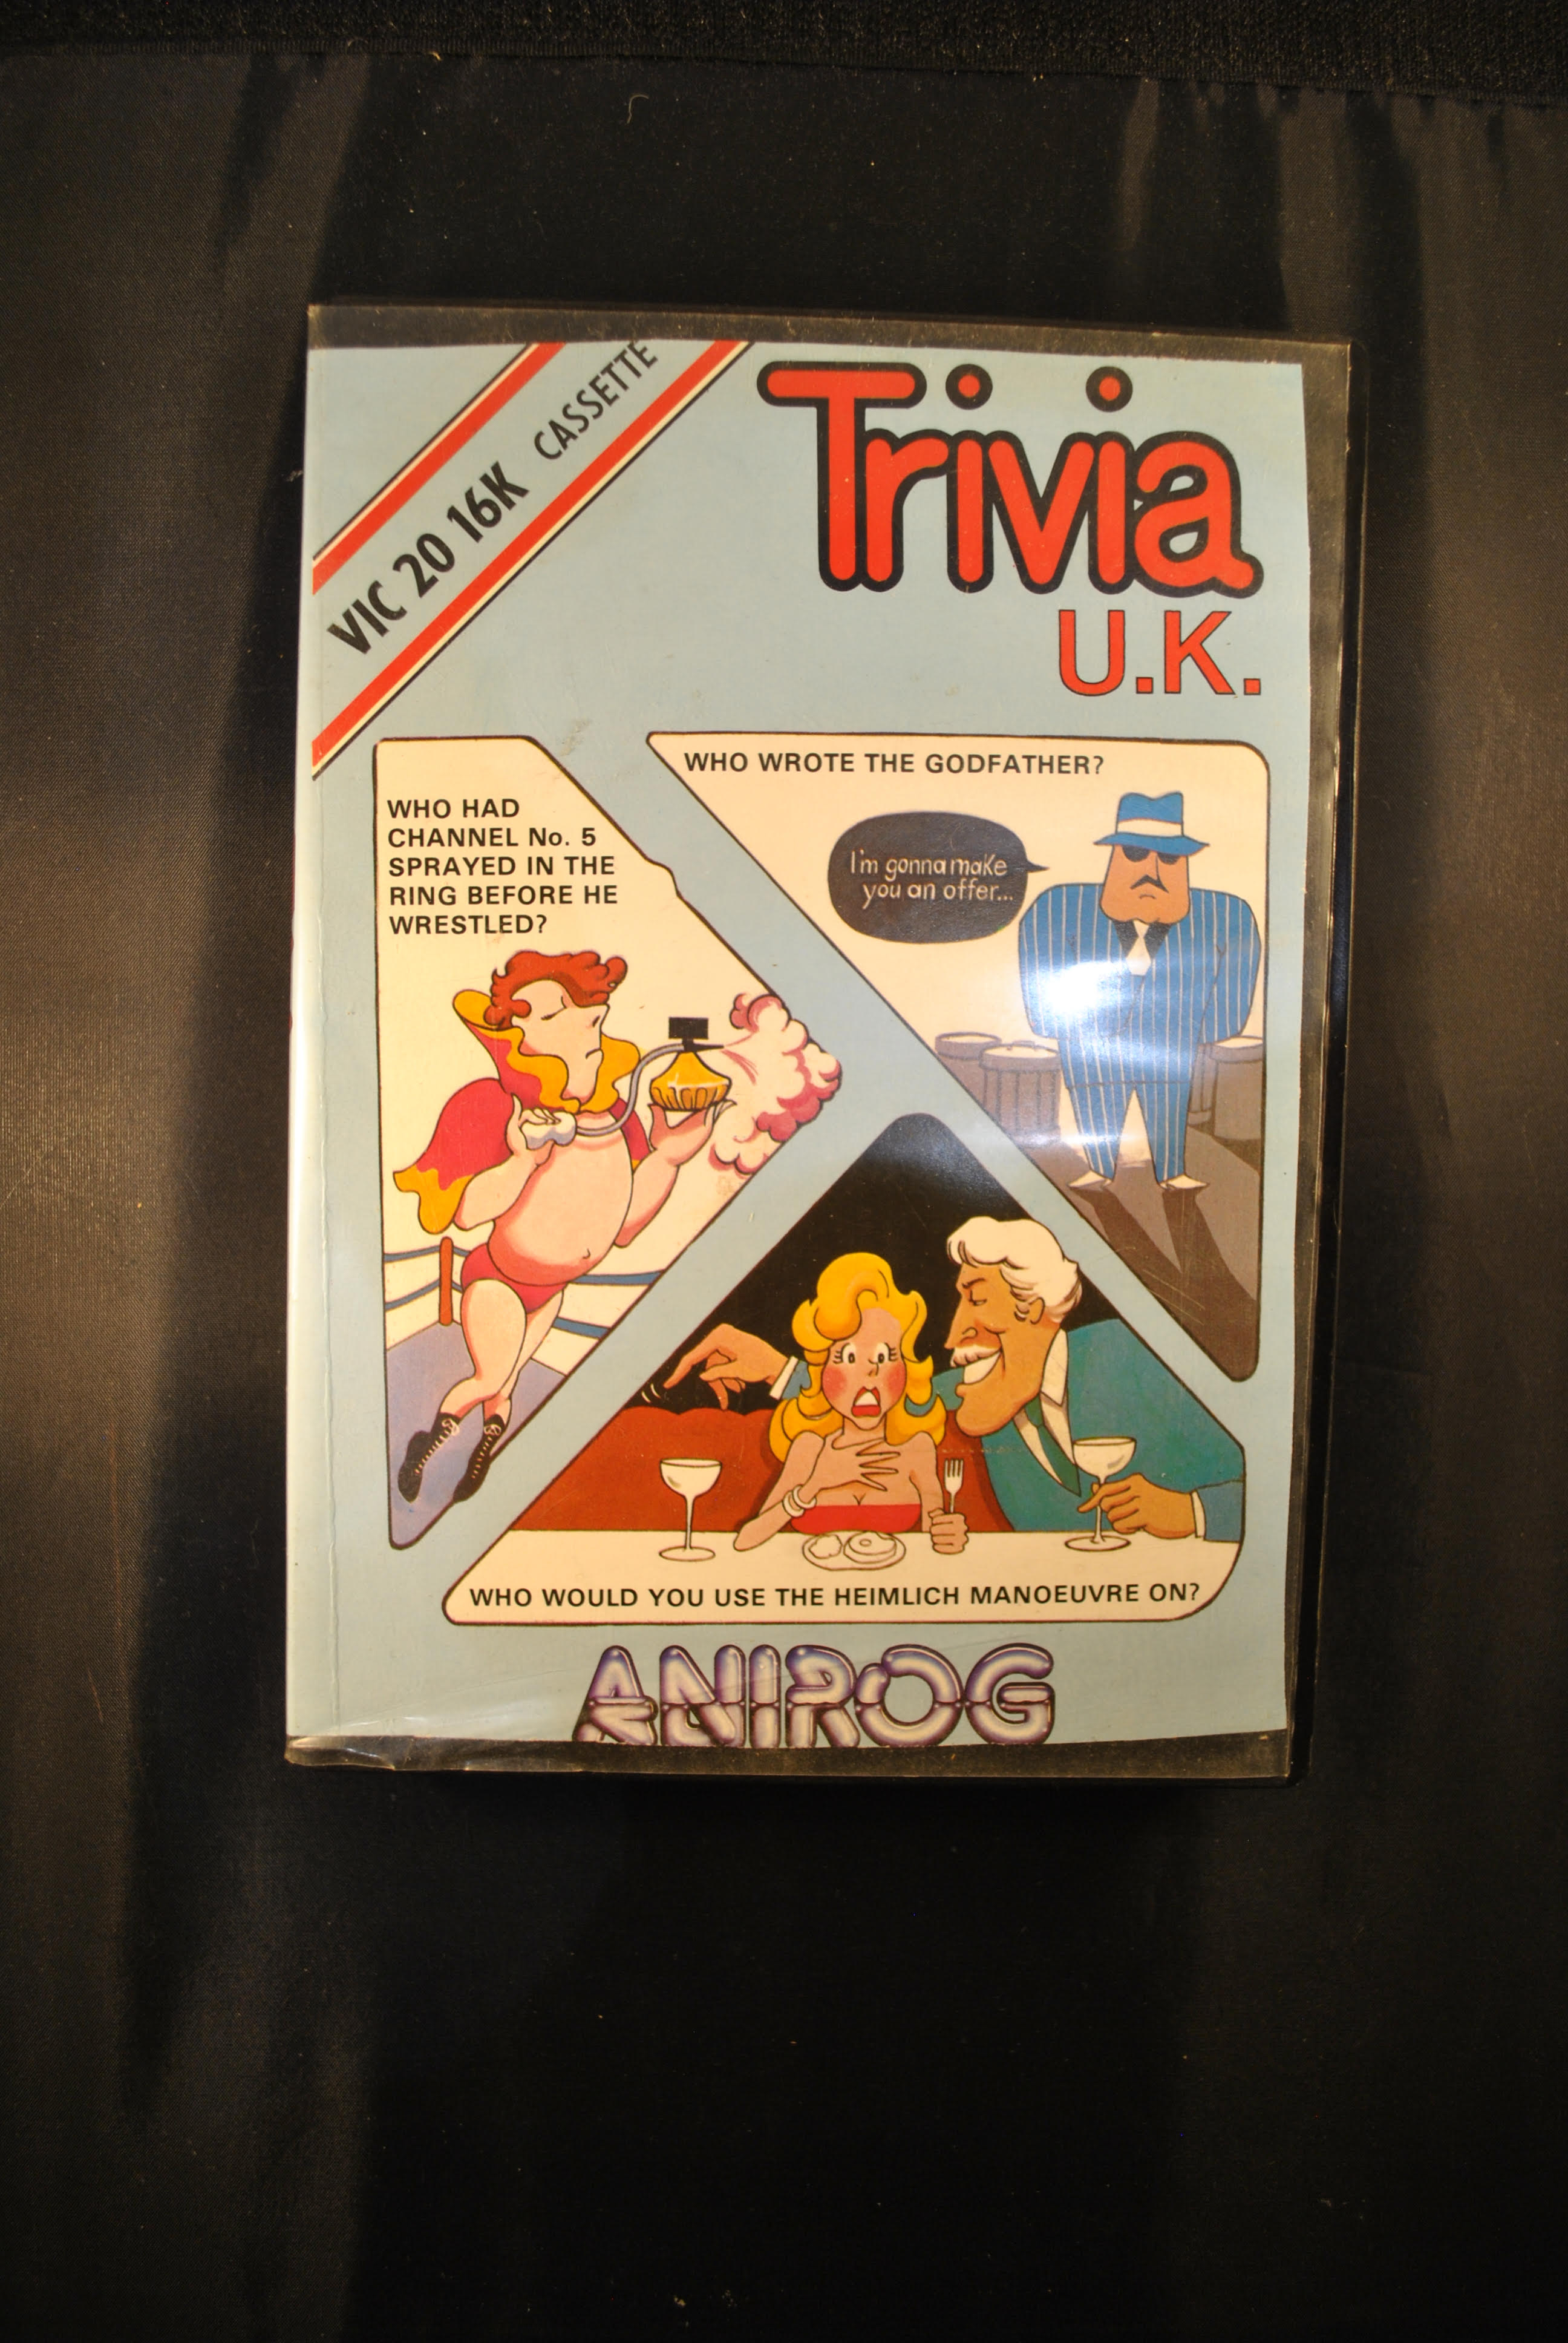 VIC 20 16K CASSETTE
Trivia
U.K.
WHO HAD
CHANNEL No. 5
SPRAYED IN THE
RING BEFORE HE
WRESTLED?
WHO WROTE THE GODFATHER?
I'm gonna make
you an offer...
WHO WOULD YOU USE THE HEIMLICH MANOEUVRE ON?
ANIROG